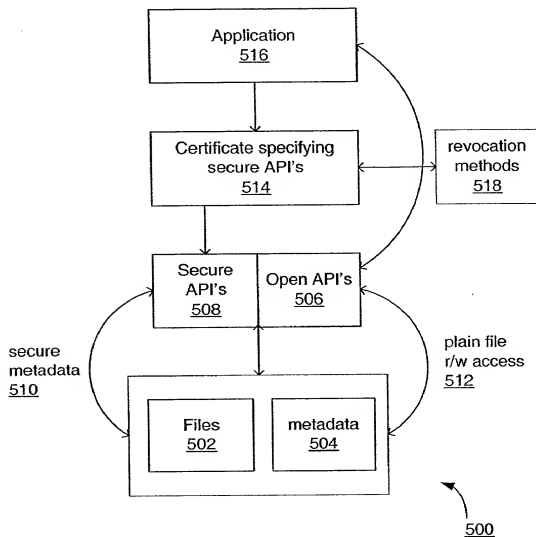 Application
516
Certificate specifying
secure API's
514
revocation
methods
518
Secure
API's
508
Open API's
506
secure
metadata
510
plain file
r/w access
512
Files
502
metadata
504
500